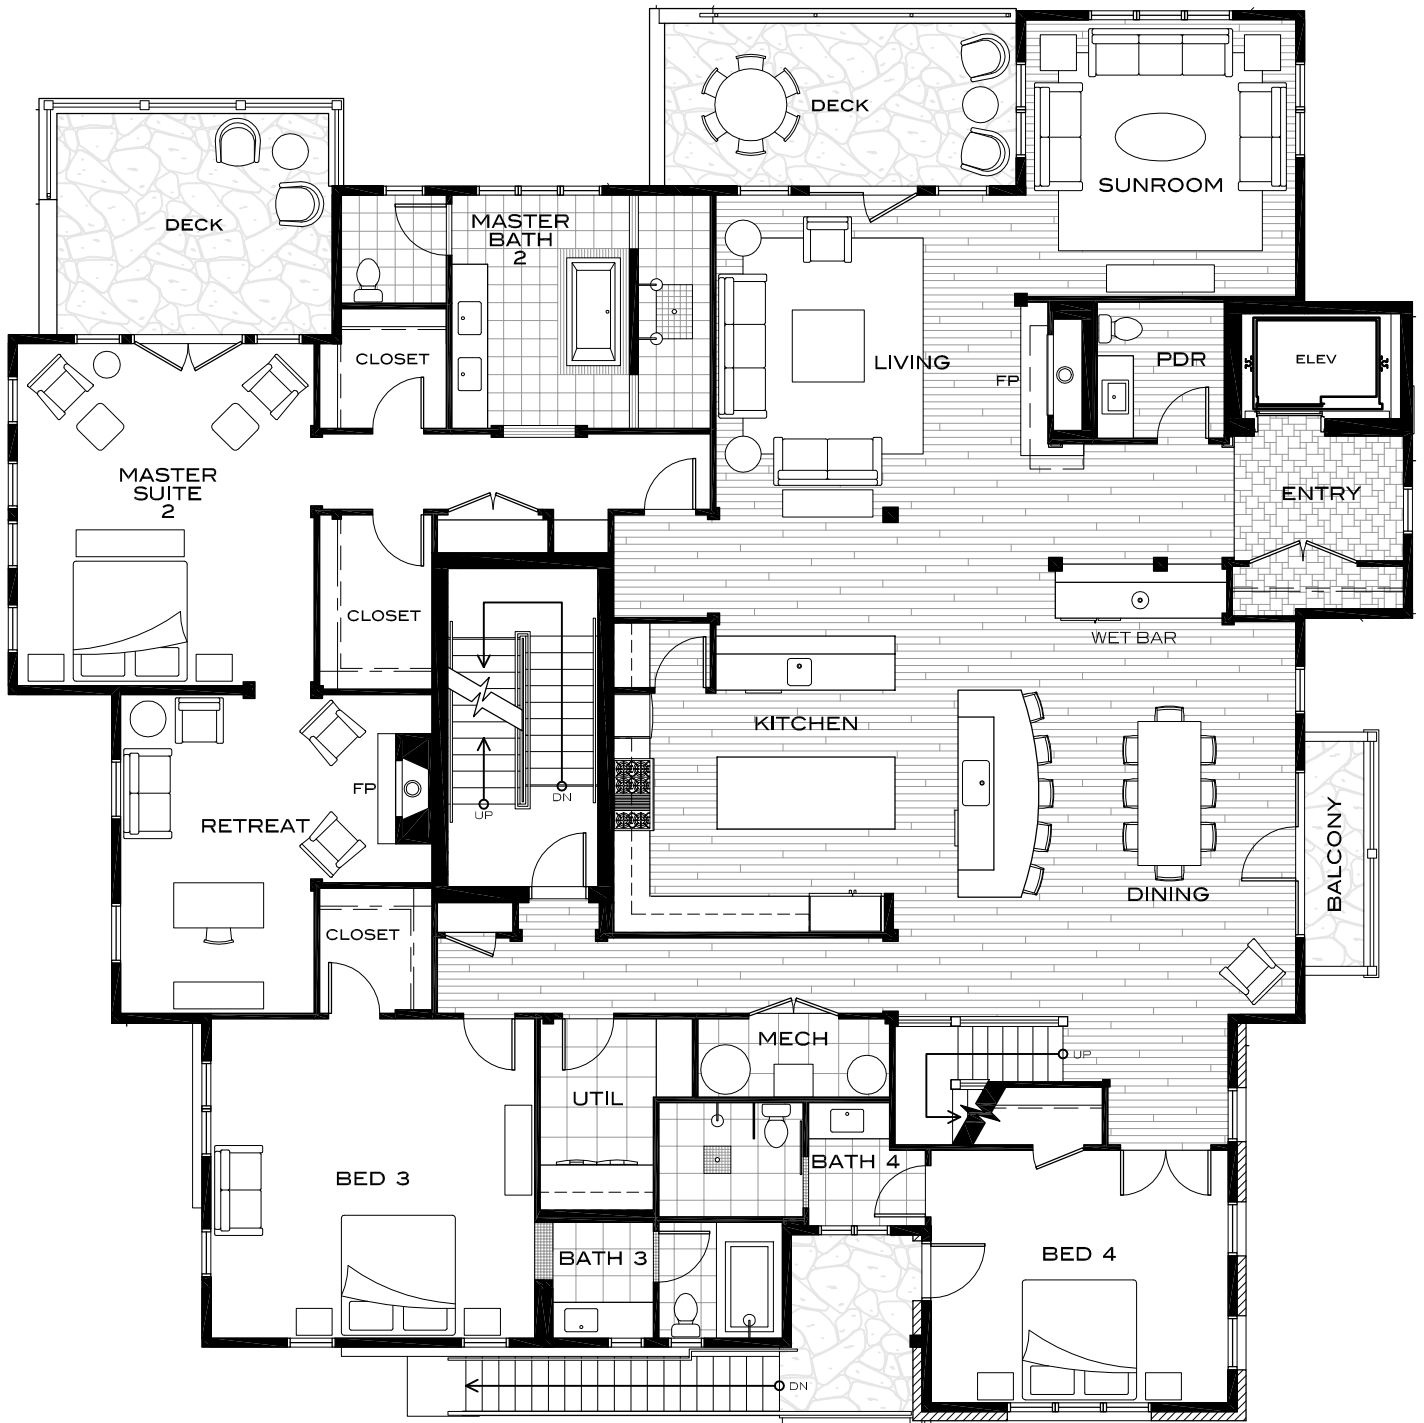 DECK
SUNROOM
DECK
MASTER
BATH
2
CLOSET
LIVING
FP
PDR
ELEV
MASTER
SUITE
2
ENTRY
CLOSET
WET BAR
KITCHEN
FP
DN
UP
RETREAT
BALCONY
DINING
CLOSET
MECH
UP
UTIL
BATH 4
BED 3
BATH 3
BED 4
DN